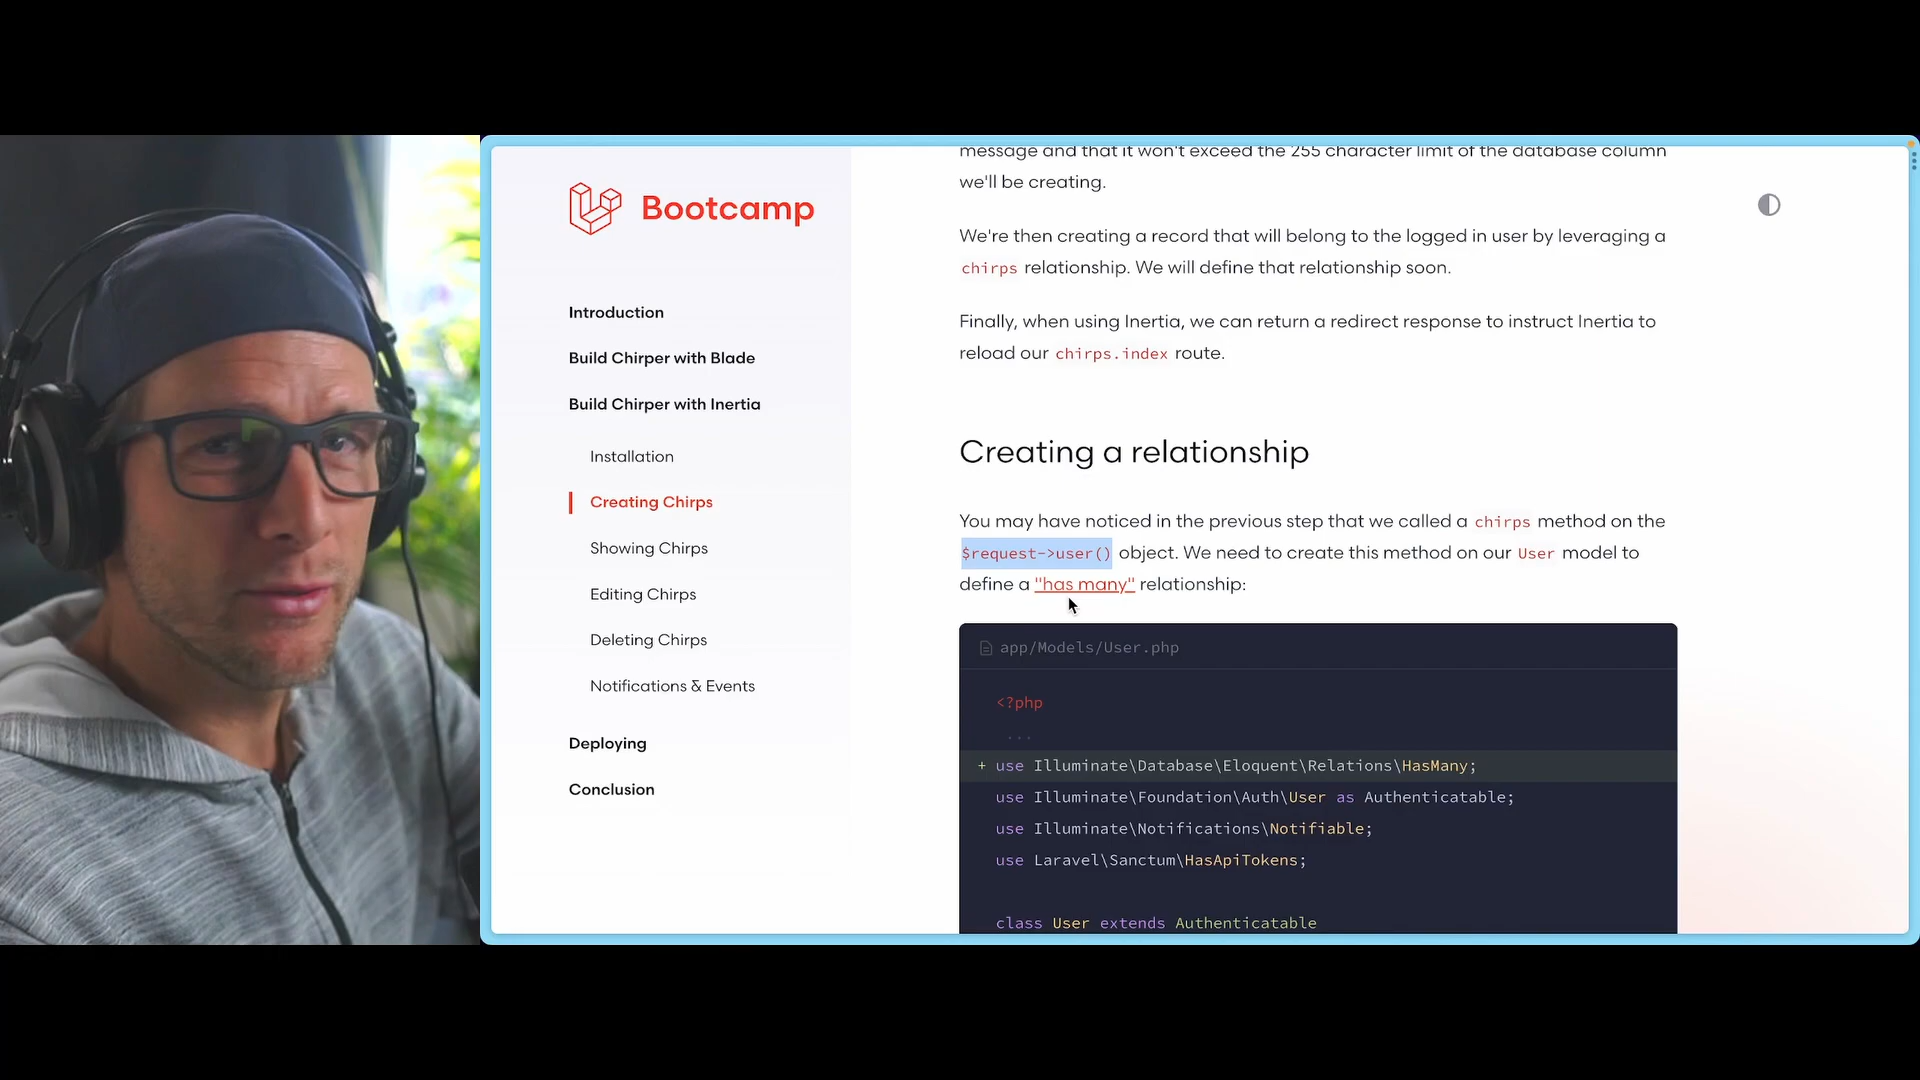 Bootcamp
Introduction
Build Chirper with Blade
Build Chirper with Inertia
Installation
Creating Chirps
Showing Chirps
Editing Chirps
Deleting Chirps
Notifications & Events
Deploying
Conclusion
message and that it won't exceed the 255 character limit of the database column
we'll be creating.
We're then creating a record that will belong to the logged in user by leveraging a
chirps relationship. We will define that relationship soon.
Finally, when using Inertia, we can return a redirect response to instruct Inertia to
reload our chirps.index route.
Creating a relationship
You may have noticed in the previous step that we called a chirps method on the
$request->user() object. We need to create this method on our User model to
define a "has many" relationship:
app/Models/User.php
<?php
...
+ use Illuminate\Database\Eloquent\Relations\HasMany;
use Illuminate\Foundation\Auth\User as Authenticatable;
use Illuminate\Notifications\Notifiable;
use Laravel\Sanctum\HasApiTokens;
class User extends Authenticatable